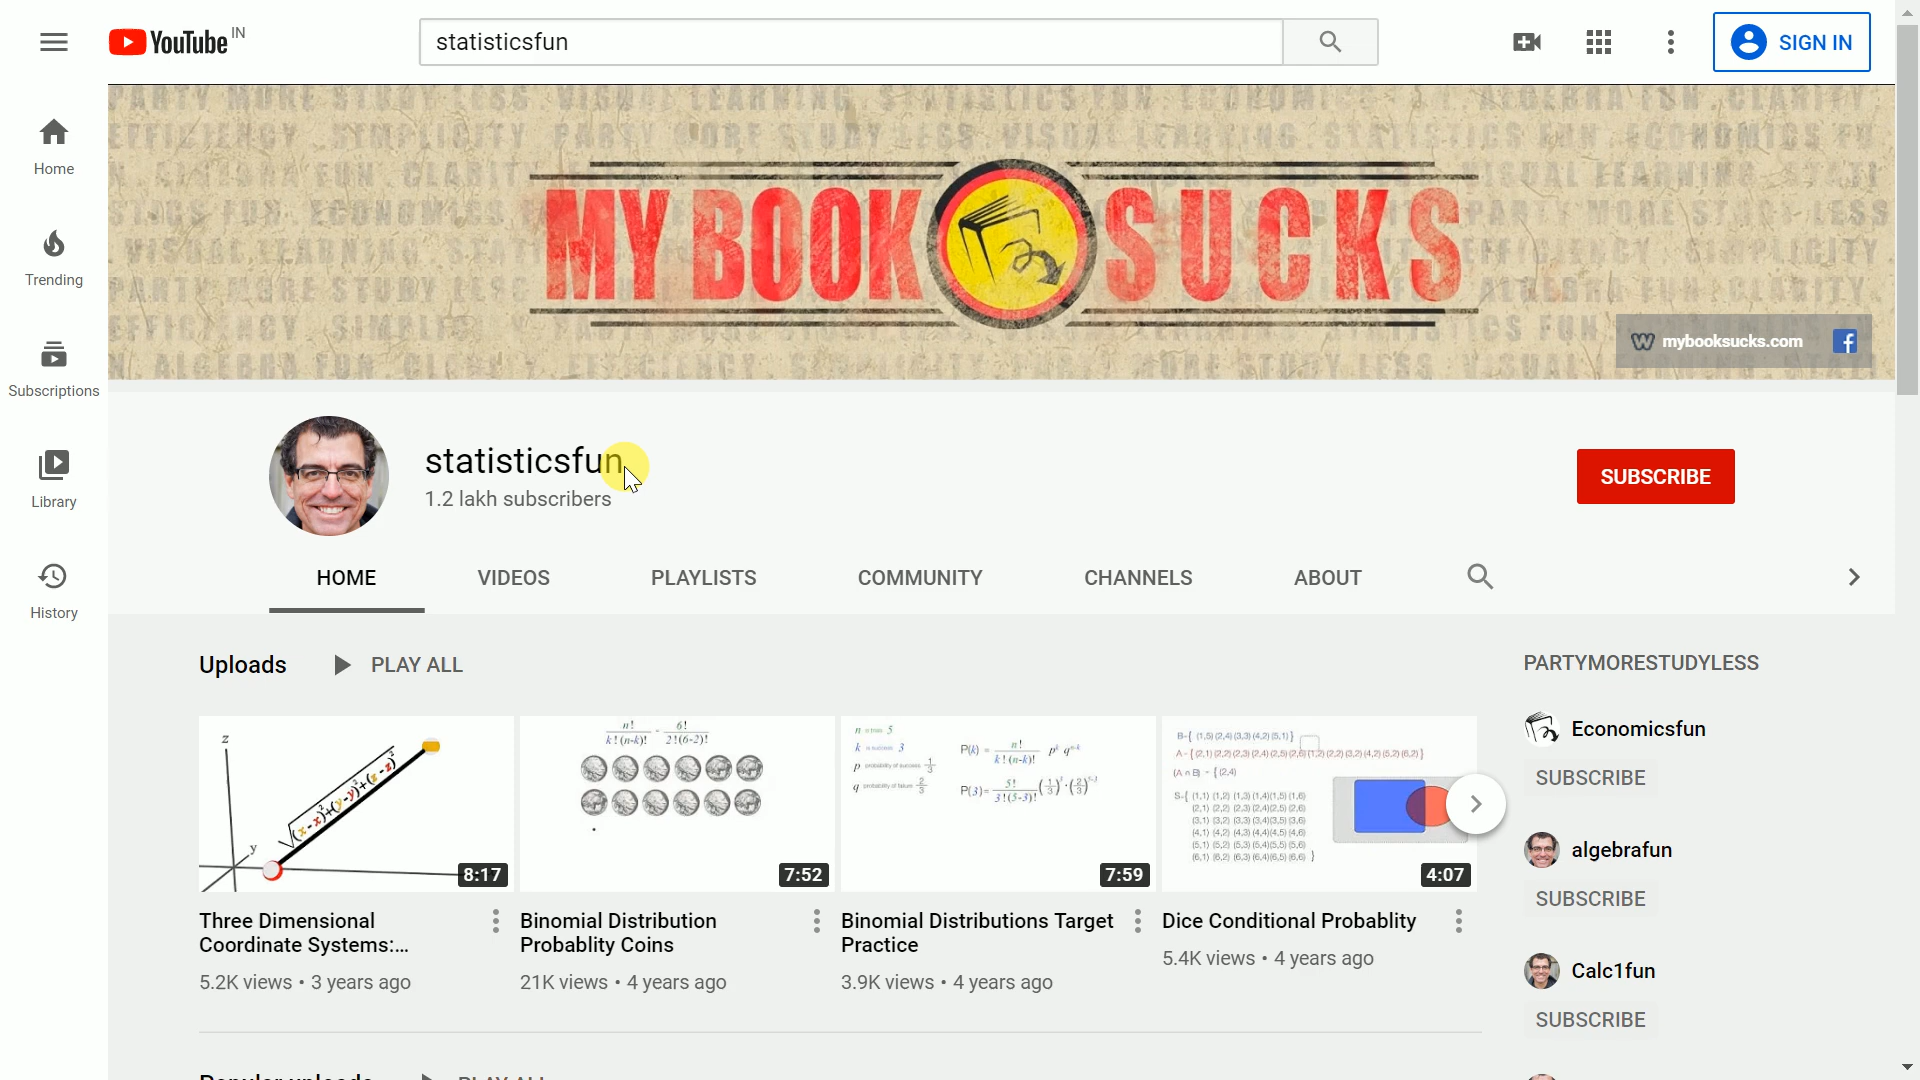 YouTube IN
statisticsfun
SIGN IN
Home
Trending
Subscriptions
Library
History
MY BOOK SUCKS
mybooksucks.com
statisticsfun
1.2 lakh subscribers
SUBSCRIBE
HOME
VIDEOS
PLAYLISTS
COMMUNITY
CHANNELS
ABOUT
Uploads
PLAY ALL
8:17
Three Dimensional
Coordinate Systems:...
5.2K views • 3 years ago
7:52
Binomial Distribution
Probablity Coins
21K views • 4 years ago
7:59
Binomial Distributions Target
Practice
3.9K views • 4 years ago
4:07
Dice Conditional Probablity
5.4K views • 4 years ago
PARTYMORESTUDYLESS
Economicsfun
SUBSCRIBE
algebrafun
SUBSCRIBE
Calc1fun
SUBSCRIBE